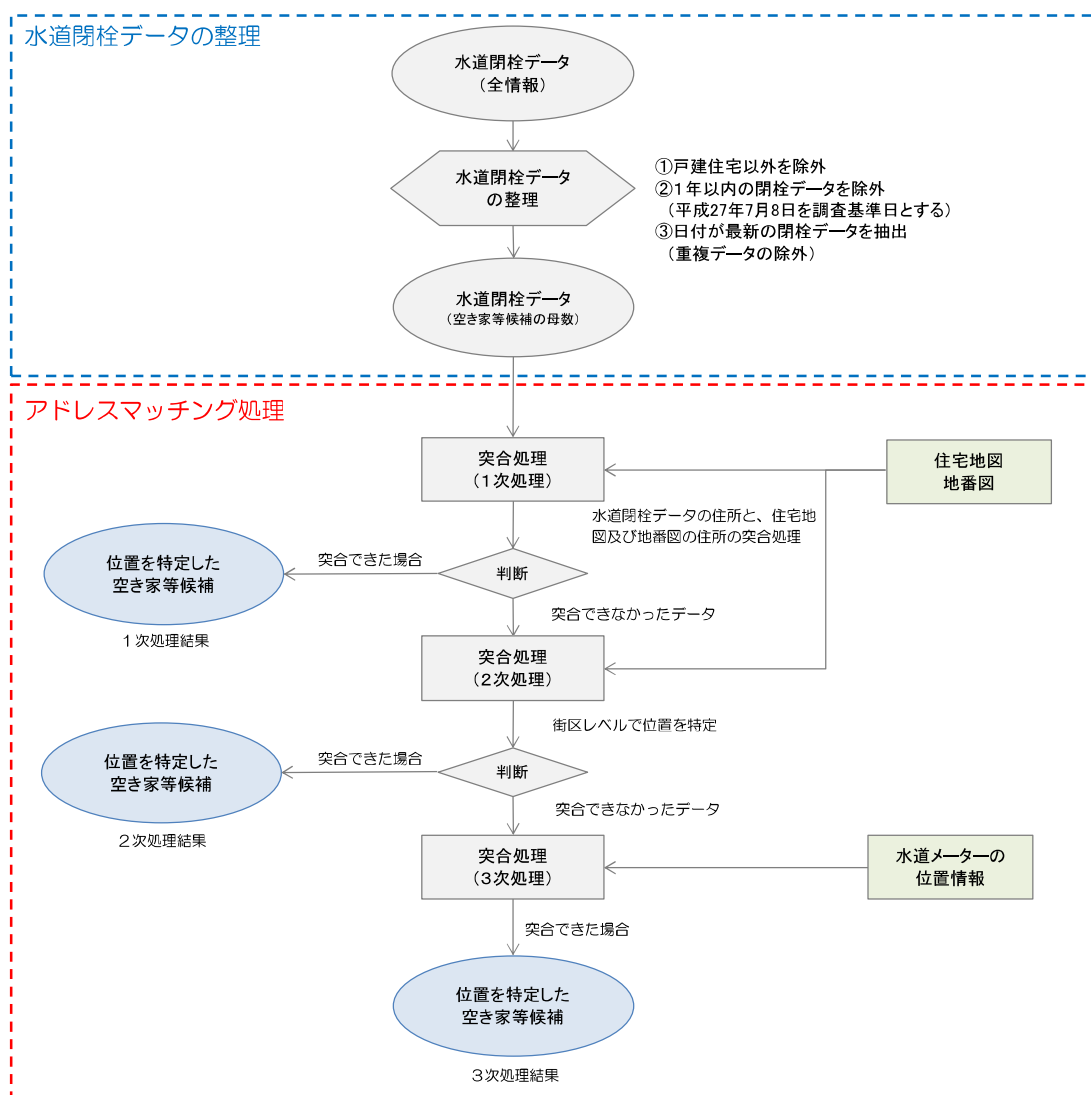 水道閉栓データの整理
水道閉栓データ
（全情報）
水道閉栓データ
の整理
①戸建住宅以外を除外
②１年以内の閉栓データを除外
（平成27年7月8日を調査基準日とする）
③日付が最新の閉栓データを抽出
（重複データの除外）
水道閉栓データ
（空き家等候補の母数）
アドレスマッチング処理
突合処理
（１次処理）
住宅地図
地番図
水道閉栓データの住所と、住宅地
図及び地番図の住所の突合処理
判断
突合できた場合
位置を特定した
空き家等候補
１次処理結果
突合できなかったデータ
突合処理
（２次処理）
街区レベルで位置を特定
判断
突合できた場合
位置を特定した
空き家等候補
２次処理結果
突合できなかったデータ
突合処理
（３次処理）
水道メーターの
位置情報
突合できた場合
位置を特定した
空き家等候補
３次処理結果